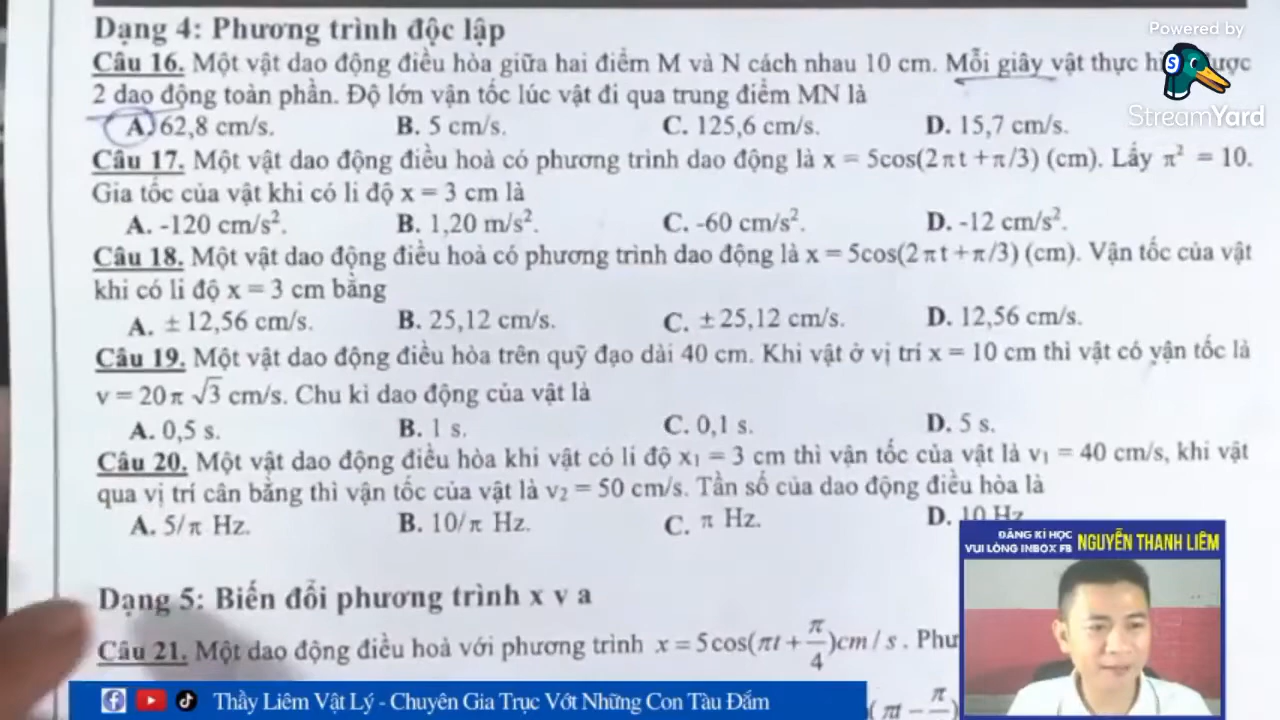 Dạng 4: Phương trình độc lập
Powered by
StreamYard
Câu 16. Một vật dao động điều hòa giữa hai điểm M và N cách nhau 10 cm. Mỗi giây vật thực
2 dao động toàn phần. Độ lớn vận tốc lúc vật đi qua trung điểm MN là
A. 62,8 cm/s. B. 5 cm/s. C. 125,6 cm/s. D. 15,7 cm/s.
Câu 17. Một vật dao động điều hoà có phương trình dao động là x = 5cos(2πt + π/3) (cm). Lấy π² = 10.
Gia tốc của vật khi có li độ x = 3 cm là
A. -120 cm/s². B. 1,20 m/s². C. -60 cm/s². D. -12 cm/s².
Câu 18. Một vật dao động điều hoà có phương trình dao động là x = 5cos(2πt + π/3) (cm). Vận tốc của vật
khi có li độ x = 3 cm bằng
A. ± 12,56 cm/s. B. 25,12 cm/s. C. ± 25,12 cm/s. D. 12,56 cm/s.
Câu 19. Một vật dao động điều hòa trên quỹ đạo dài 40 cm. Khi vật ở vị trí x = 10 cm thì vật có vận tốc là
v = 20π √3 cm/s. Chu kì dao động của vật là
A. 0,5 s. B. 1 s. C. 0,1 s. D. 5 s.
Câu 20. Một vật dao động điều hòa khi vật có li độ x₁ = 3 cm thì vận tốc của vật là v₁ = 40 cm/s, khi vật
qua vị trí cân bằng thì vận tốc của vật là v₂ = 50 cm/s. Tần số của dao động điều hòa là
A. 5/π Hz. B. 10/π Hz. C. π Hz. D. 10 Hz
Dạng 5: Biến đổi phương trình x v a
Câu 21. Một dao động điều hoà với phương trình x = 5cos(πt + π/4)cm / s. Phư
(πt − π
ĐĂNG KÍ HỌC
VUI LÒNG INBOX FB
NGUYỄN THANH LIÊM
Thầy Liêm Vật Lý - Chuyên Gia Trục Vớt Những Con Tàu Đắm